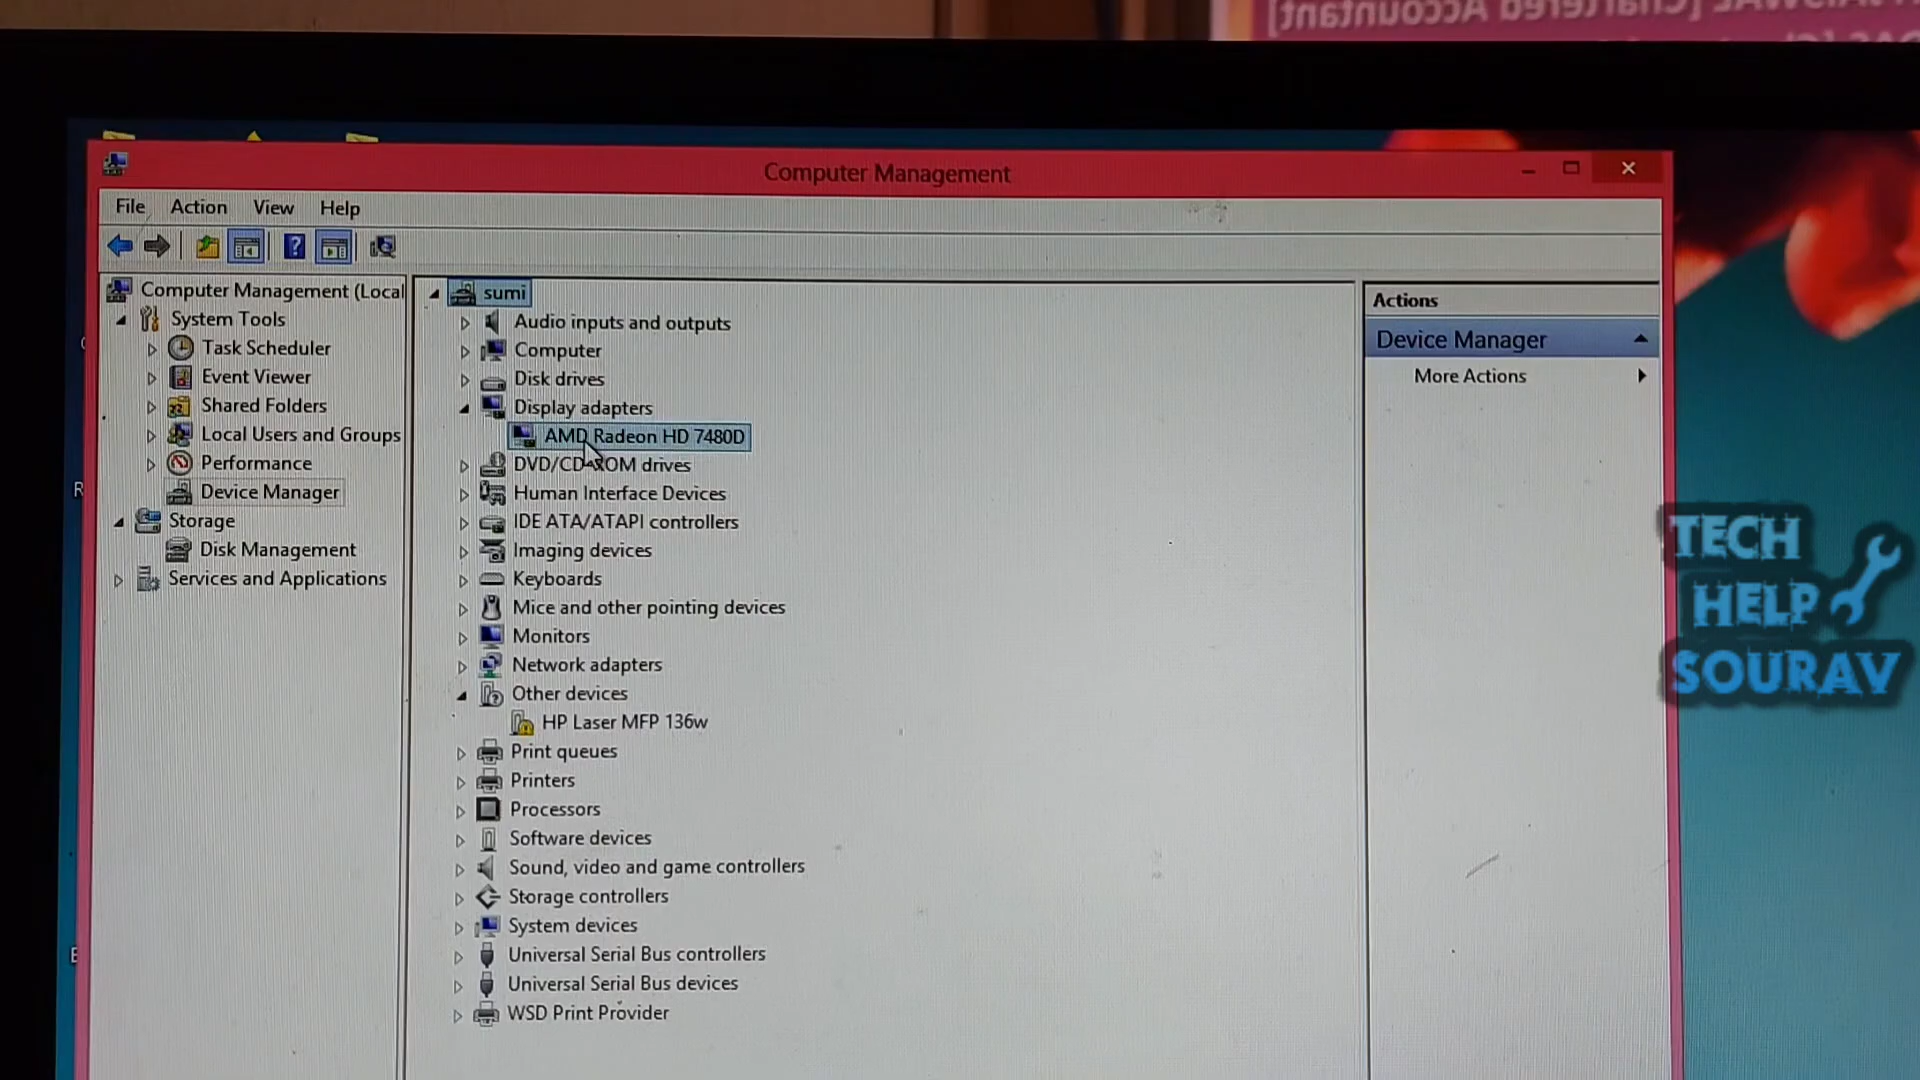 [Chartered Accountant]
Computer Management
File Action View Help
Computer Management (Local
System Tools
Task Scheduler
Event Viewer
Shared Folders
Local Users and Groups
Performance
Device Manager
Storage
Disk Management
Services and Applications
sumi
Audio inputs and outputs
Computer
Disk drives
Display adapters
AMD Radeon HD 7480D
DVD/CD-ROM drives
Human Interface Devices
IDE ATA/ATAPI controllers
Imaging devices
Keyboards
Mice and other pointing devices
Monitors
Network adapters
Other devices
HP Laser MFP 136w
Print queues
Printers
Processors
Software devices
Sound, video and game controllers
Storage controllers
System devices
Universal Serial Bus controllers
Universal Serial Bus devices
WSD Print Provider
Actions
Device Manager
More Actions
TECH
HELP
SOURAV